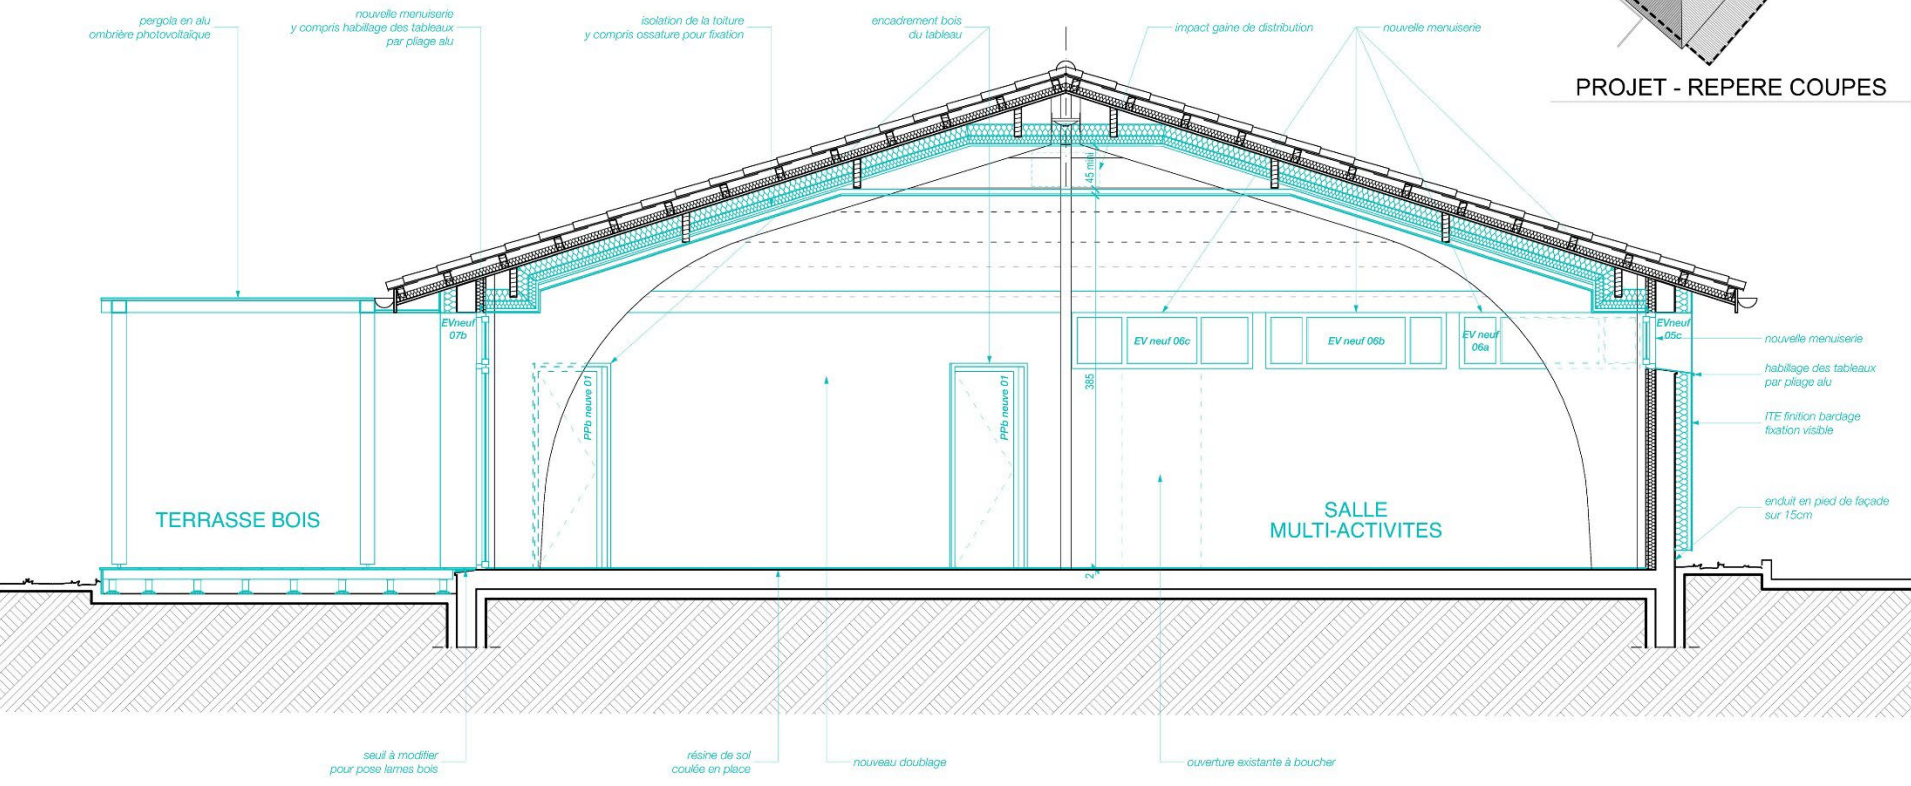 pergola en alu
ombrière photovoltaïque
nouvelle menuiserie
y compris habillage des tableaux
par pliage alu
isolation de la toiture
y compris ossature pour fixation
encadrement bois
du tableau
impact gaine de distribution
nouvelle menuiserie
PROJET - REPERE COUPES
45 mini
EVneuf
07b
EV neuf 06c
EV neuf 06b
EV neuf
06a
EVneuf
05c
nouvelle menuiserie
habillage des tableaux
par pliage alu
ITE finition bardage
fixation visible
PPb neuve 01
PPb neuve 01
385
TERRASSE BOIS
SALLE
MULTI-ACTIVITES
enduit en pied de façade
sur 15cm
2
seuil à modifier
pour pose lames bois
résine de sol
coulée en place
nouveau doublage
ouverture existante à boucher